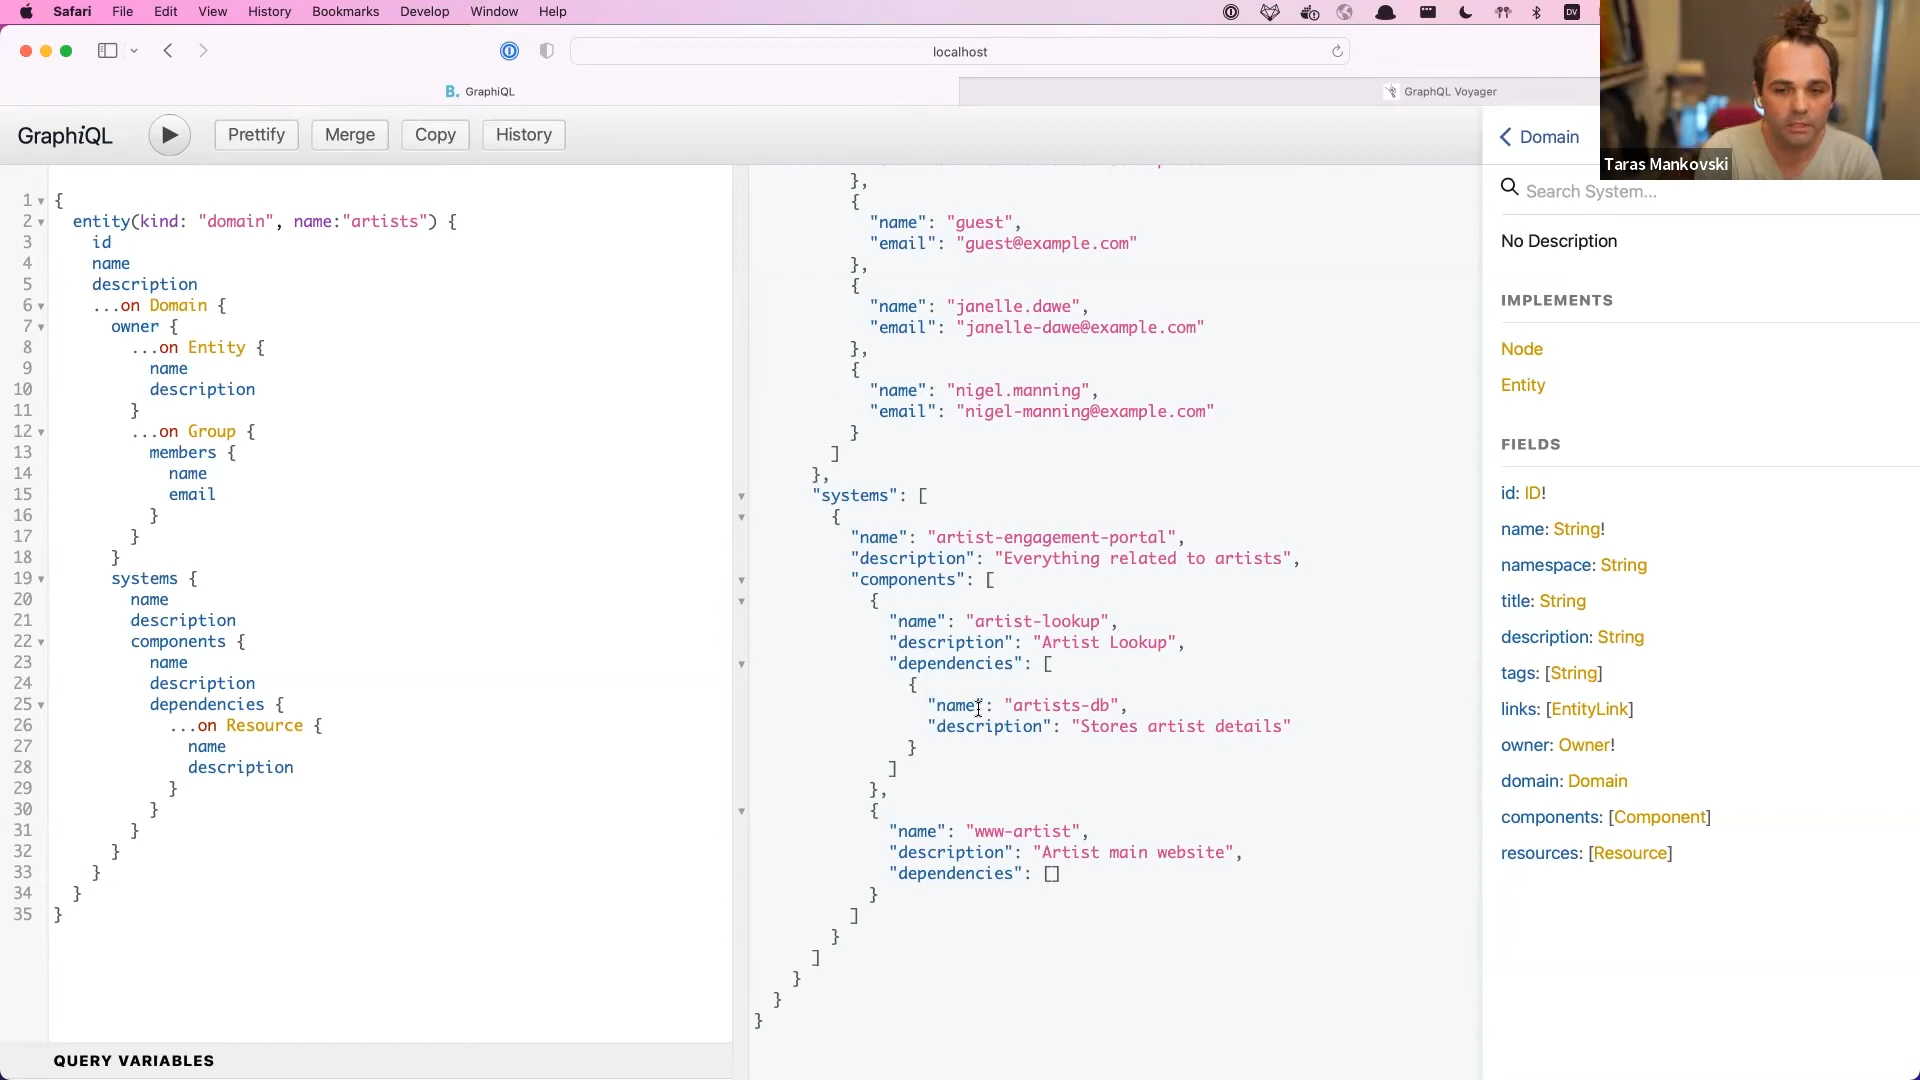 Safari File Edit View History Bookmarks Develop Window Help
DV
localhost
B. GraphiQL
GraphQL Voyager
GraphiQL
Prettify
Merge
Copy
History
1 {
2 entity(kind: "domain", name:"artists") {
3 id
4 name
5 description
6 ...on Domain {
7 owner {
8 ...on Entity {
9 name
10 description
11 }
12 ...on Group {
13 members {
14 name
15 email
16 }
17 }
18 }
19 systems {
20 name
21 description
22 components {
23 name
24 description
25 dependencies {
26 ...on Resource {
27 name
28 description
29 }
30 }
31 }
32 }
33 }
34 }
35 }
QUERY VARIABLES
},
{
"name": "guest",
"email": "guest@example.com"
},
{
"name": "janelle.dawe",
"email": "janelle-dawe@example.com"
},
{
"name": "nigel.manning",
"email": "nigel-manning@example.com"
}
]
},
"systems": [
{
"name": "artist-engagement-portal",
"description": "Everything related to artists",
"components": [
{
"name": "artist-lookup",
"description": "Artist Lookup",
"dependencies": [
{
"name": "artists-db",
"description": "Stores artist details"
}
]
},
{
"name": "www-artist",
"description": "Artist main website",
"dependencies": []
}
]
}
]
}
}
}
Domain
Taras Mankovski
Search System...
No Description
IMPLEMENTS
Node
Entity
FIELDS
id: ID!
name: String!
namespace: String
title: String
description: String
tags: [String]
links: [EntityLink]
owner: Owner!
domain: Domain
components: [Component]
resources: [Resource]